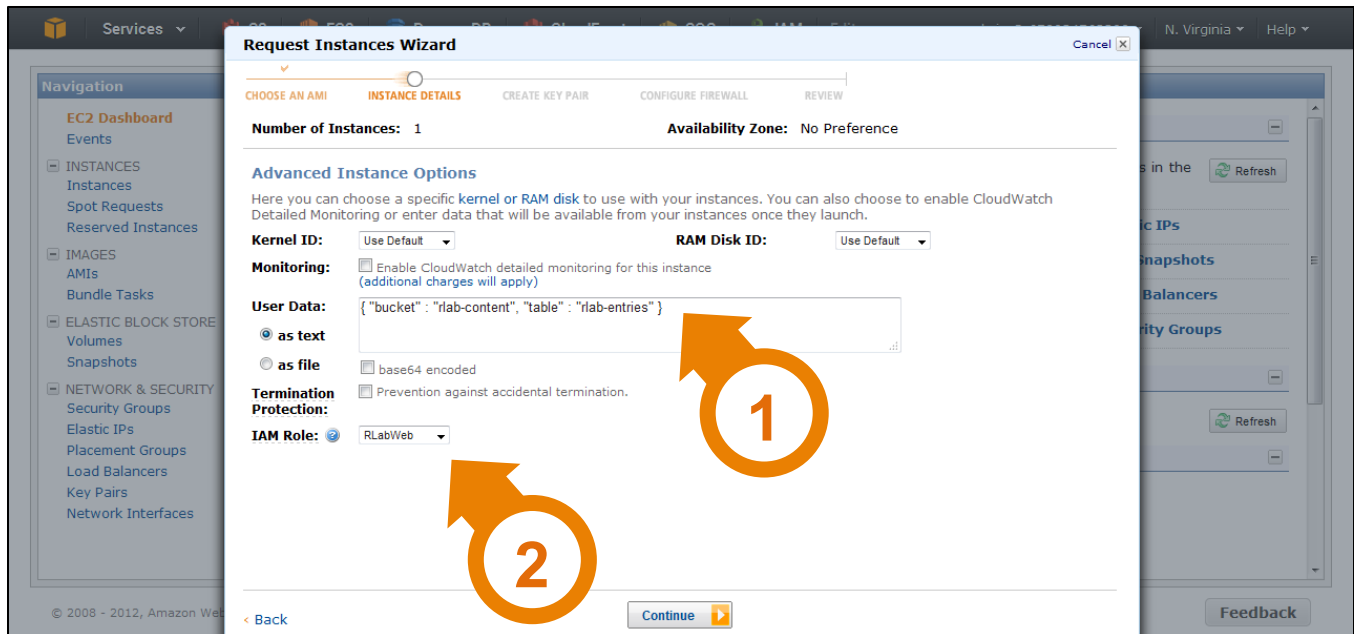 Services
N. Virginia
Help
Request Instances Wizard
Cancel
CHOOSE AN AMI
INSTANCE DETAILS
CREATE KEY PAIR
CONFIGURE FIREWALL
REVIEW
Number of Instances: 1
Availability Zone: No Preference
Advanced Instance Options
Here you can choose a specific kernel or RAM disk to use with your instances. You can also choose to enable CloudWatch
Detailed Monitoring or enter data that will be available from your instances once they launch.
Kernel ID: Use Default
RAM Disk ID: Use Default
Monitoring: Enable CloudWatch detailed monitoring for this instance
(additional charges will apply)
User Data: { "bucket" : "rlab-content", "table" : "rlab-entries" }
as text
as file
base64 encoded
Termination
Protection:
Prevention against accidental termination.
IAM Role: RLabWeb
1
2
< Back
Continue
Navigation
EC2 Dashboard
Events
INSTANCES
Instances
Spot Requests
Reserved Instances
IMAGES
AMIs
Bundle Tasks
ELASTIC BLOCK STORE
Volumes
Snapshots
NETWORK & SECURITY
Security Groups
Elastic IPs
Placement Groups
Load Balancers
Key Pairs
Network Interfaces
s in the
Refresh
ic IPs
Snapshots
Balancers
rity Groups
Refresh
© 2008 - 2012, Amazon Web
Feedback